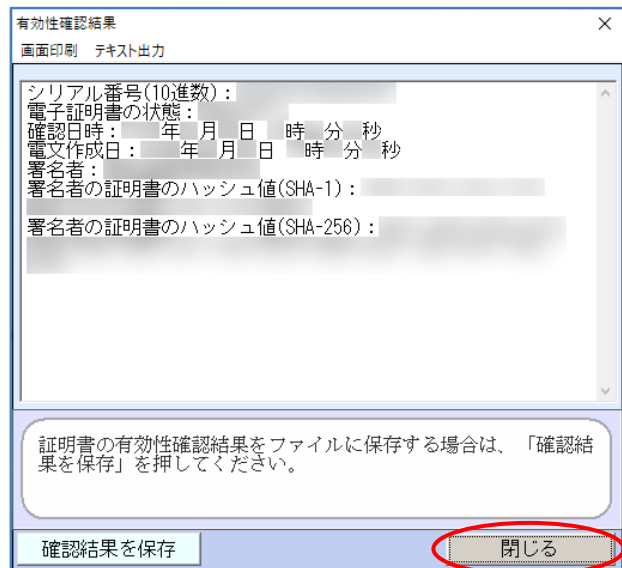 有効性確認結果
画面印刷 テキスト出力
シリアル番号(10進数):
電子証明書の状態:
確認日時: 年 月 日 時 分 秒
電文作成日: 年 月 日 時 分 秒
署名者:
署名者の証明書のハッシュ値(SHA-1):
署名者の証明書のハッシュ値(SHA-256):
証明書の有効性確認結果をファイルに保存する場合は、「確認結
果を保存」を押してください。
確認結果を保存 閉じる